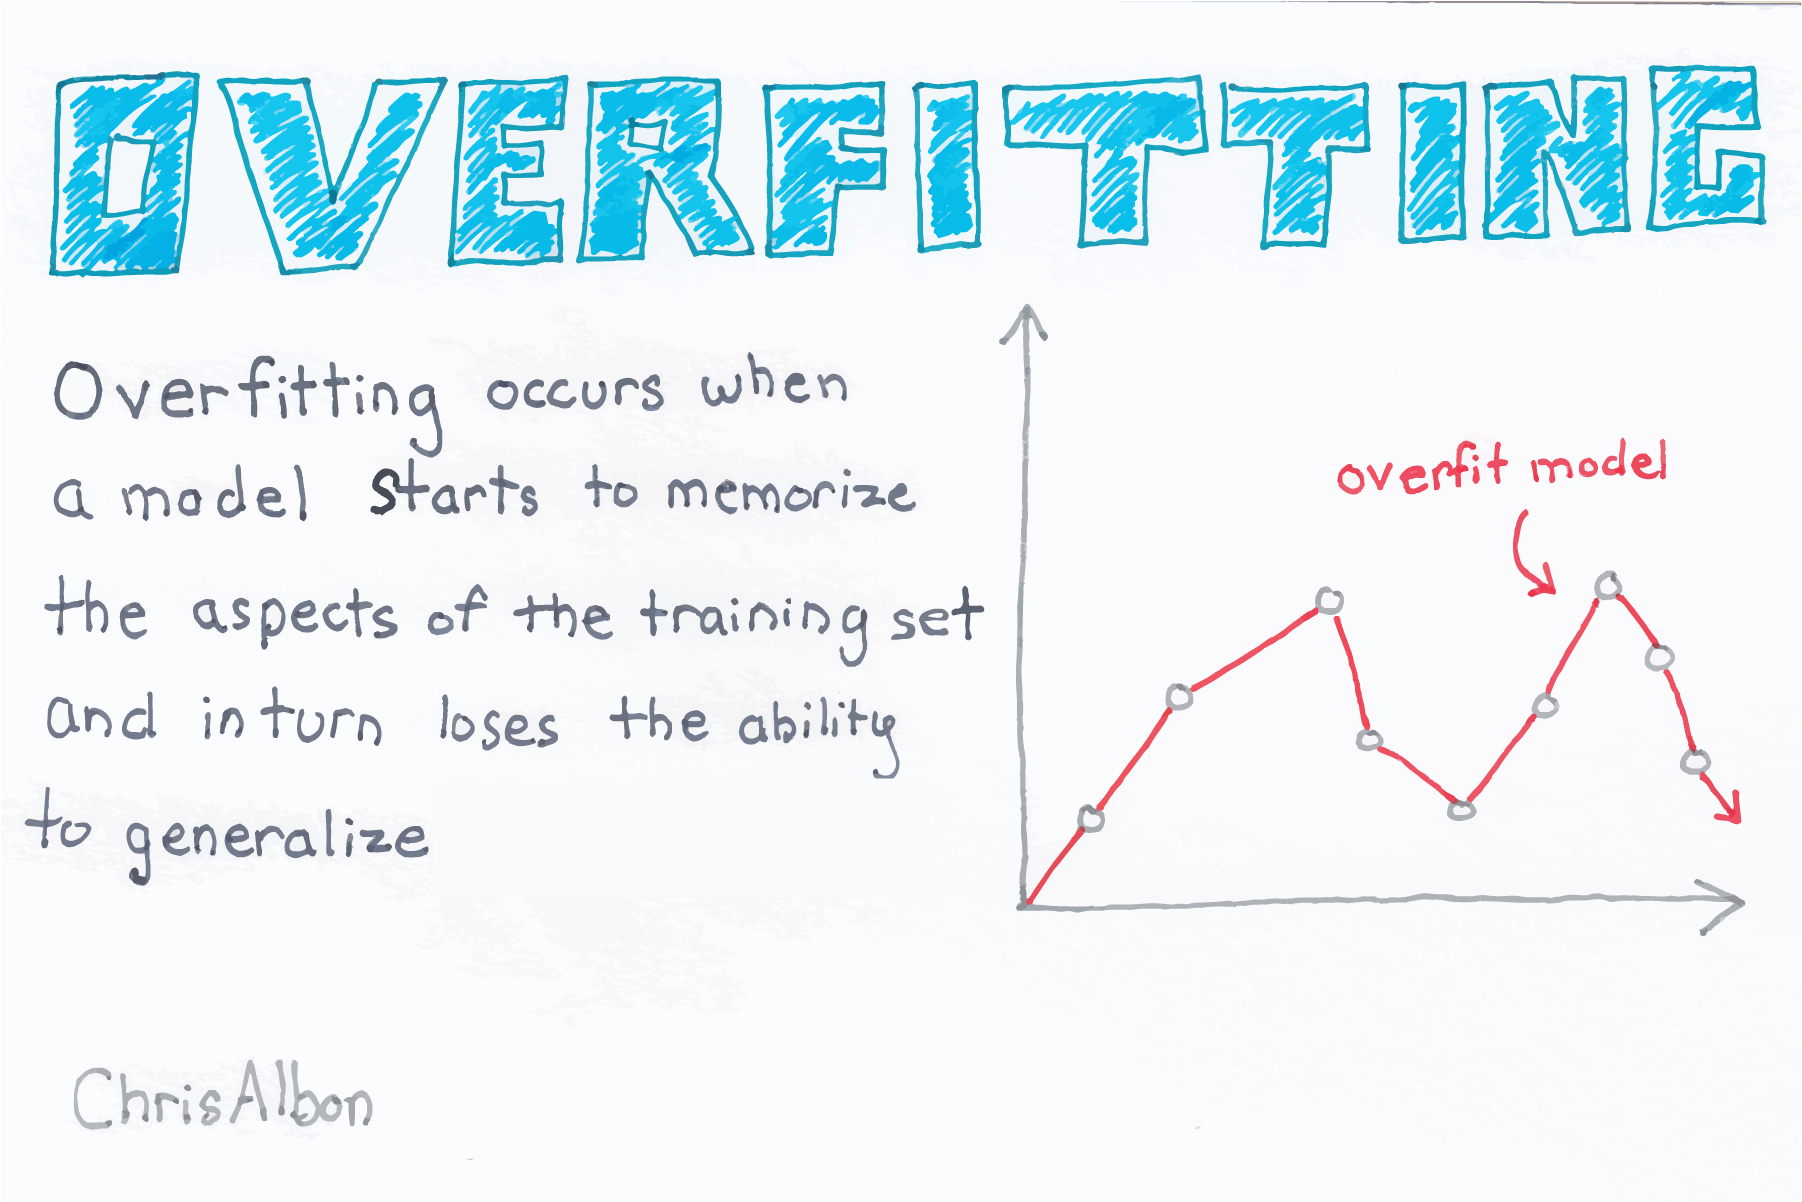 OVERFITTING
Overfitting occurs when
a model starts to memorize
the aspects of the training set
and in turn loses the ability
to generalize
overfit model
ChrisAlbon